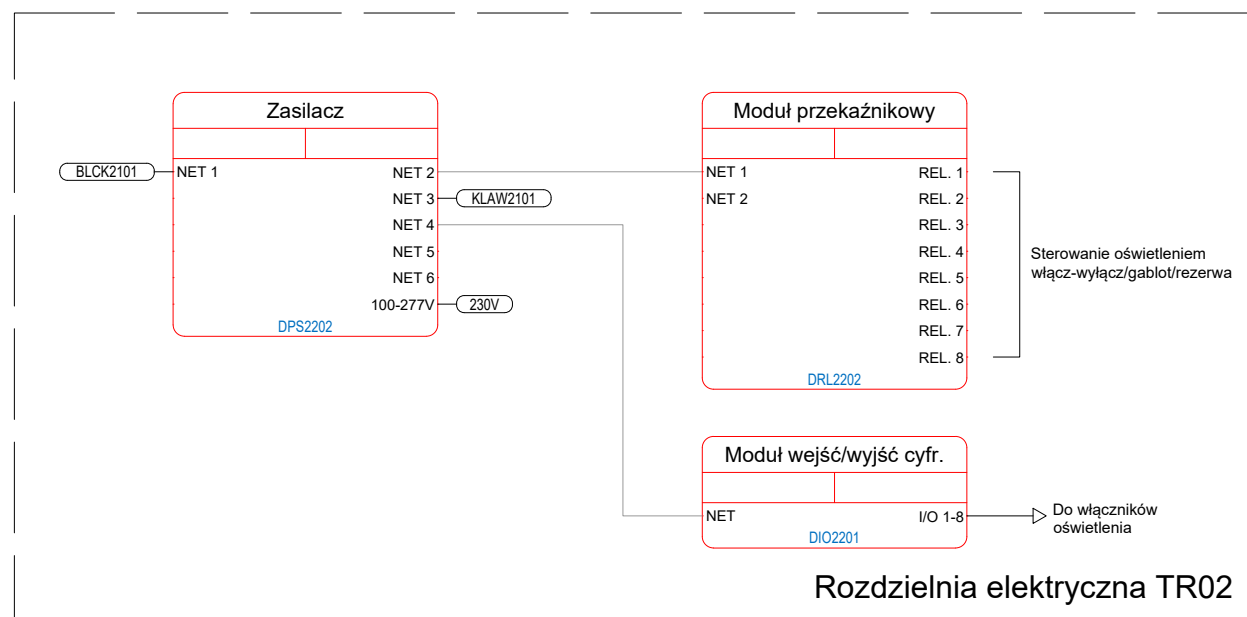 Zasilacz
BLCK2101
NET 1
NET 2
NET 3
KLAW2101
NET 4
NET 5
NET 6
100-277V
230V
DPS2202
Moduł przekaźnikowy
NET 1
NET 2
REL. 1
REL. 2
REL. 3
REL. 4
REL. 5
REL. 6
REL. 7
REL. 8
DRL2202
Sterowanie oświetleniem
włącz-wyłącz/gablot/rezerwa
Moduł wejść/wyjść cyfr.
NET
I/O 1-8
DIO2201
Do włączników
oświetlenia
Rozdzielnia elektryczna TR02